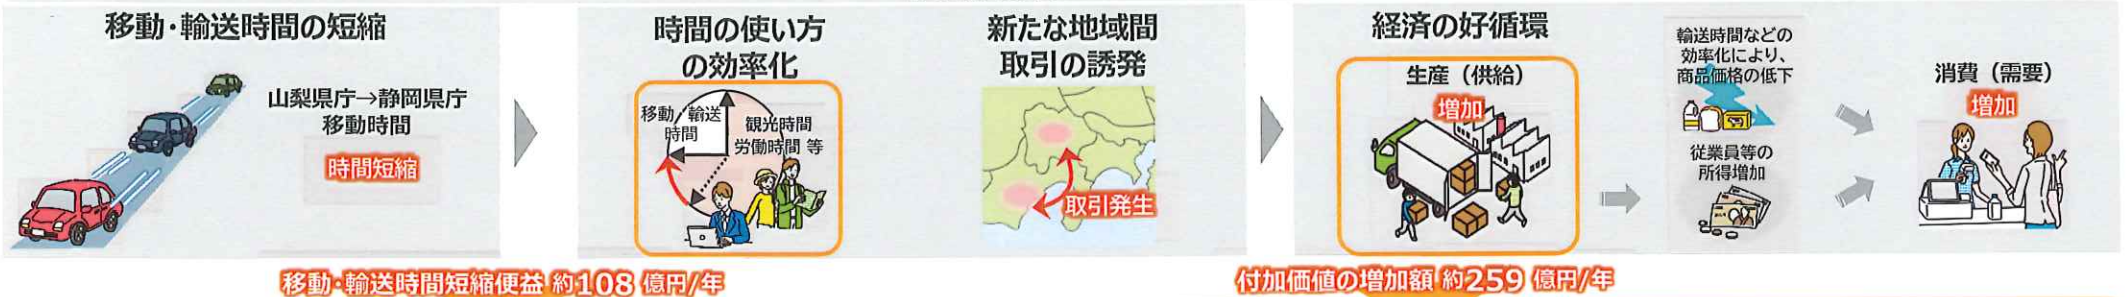 移動・輸送時間の短縮
山梨県庁→静岡県庁
移動時間
時間短縮
時間の使い方
の効率化
移動/輸送
時間
観光時間
労働時間 等
新たな地域間
取引の誘発
取引発生
経済の好循環
生産（供給）
増加
輸送時間などの
効率化により、
商品価格の低下
従業員等の
所得増加
消費（需要）
増加
移動・輸送時間短縮便益 約108 億円/年
付加価値の増加額 約259 億円/年